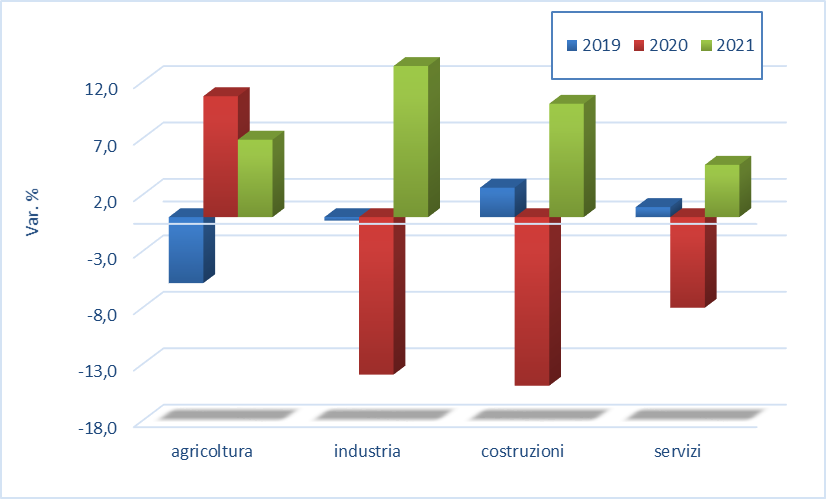 2019 2020 2021
12,0
7,0
2,0
-3,0
-8,0
-13,0
-18,0
Var. %
agricoltura industria costruzioni servizi